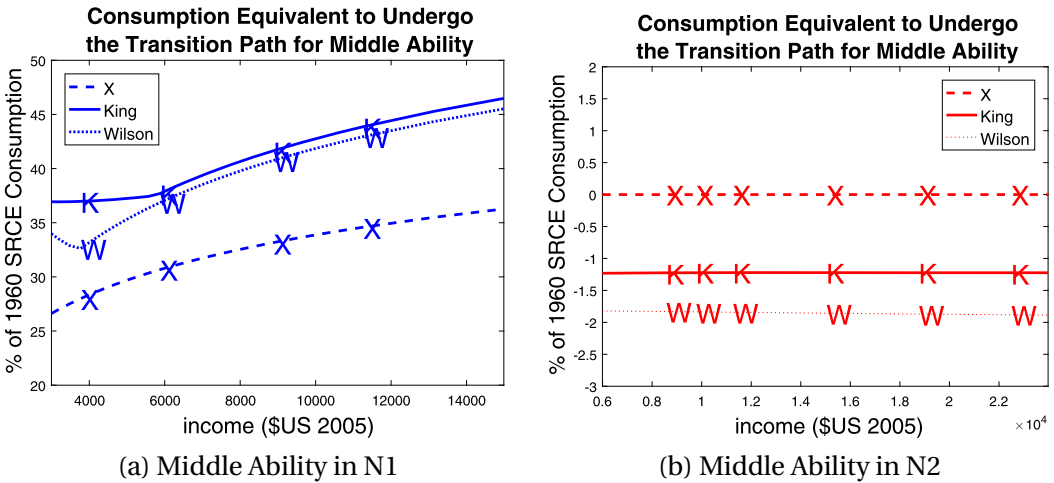 Consumption Equivalent to Undergo
the Transition Path for Middle Ability
% of 1960 SRCE Consumption
50
45
40
35
30
25
20
X
King
Wilson
K
K
K
K
W
W
W
W
X
X
X
X
4000
6000
8000
10000
12000
14000
income ($US 2005)
(a) Middle Ability in N1
Consumption Equivalent to Undergo
the Transition Path for Middle Ability
% of 1960 SRCE Consumption
2
1.5
1
0.5
0
-0.5
-1
-1.5
-2
-2.5
-3
X
King
Wilson
X X X X X X
K K K K K K
W W W W W W
0.6
0.8
1
1.2
1.4
1.6
1.8
2
2.2
×10⁴
income ($US 2005)
(b) Middle Ability in N2